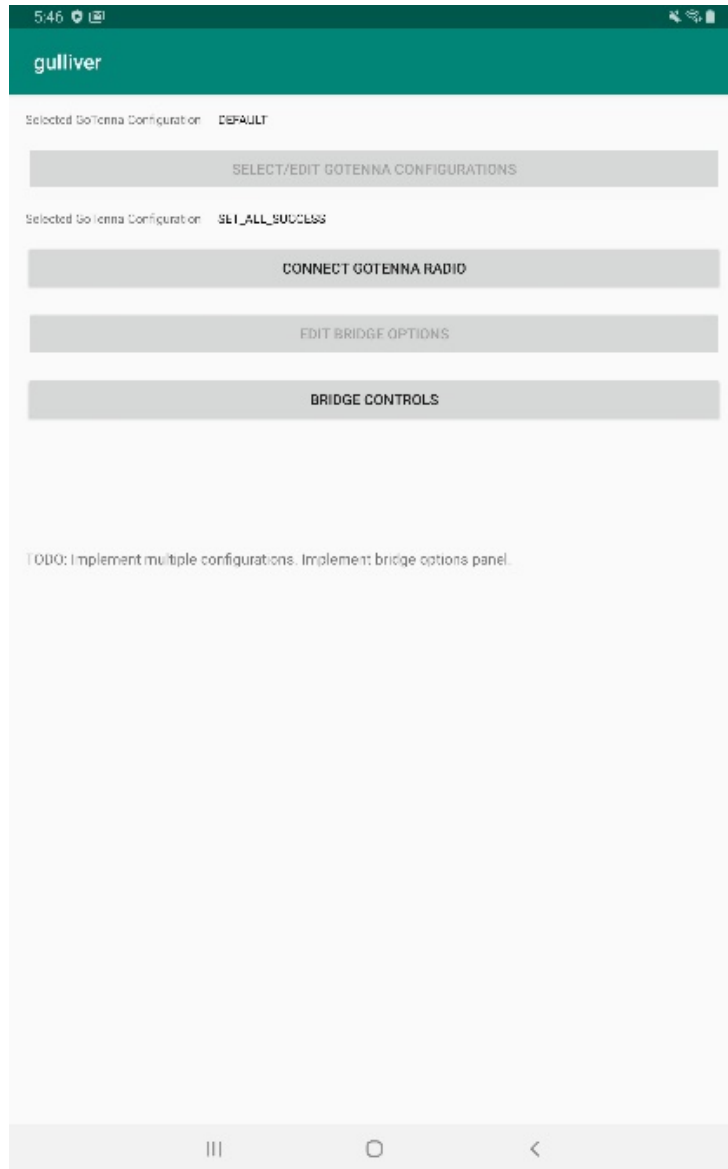 5:46
gulliver
Selected GoTenna Configuration DEFAULT
SELECT/EDIT GOTENNA CONFIGURATIONS
Selected GoTenna Configuration SET_ALL_SUCCESS
CONNECT GOTENNA RADIO
EDIT BRIDGE OPTIONS
BRIDGE CONTROLS
TODO: Implement multiple configurations. Implement bridge options panel.